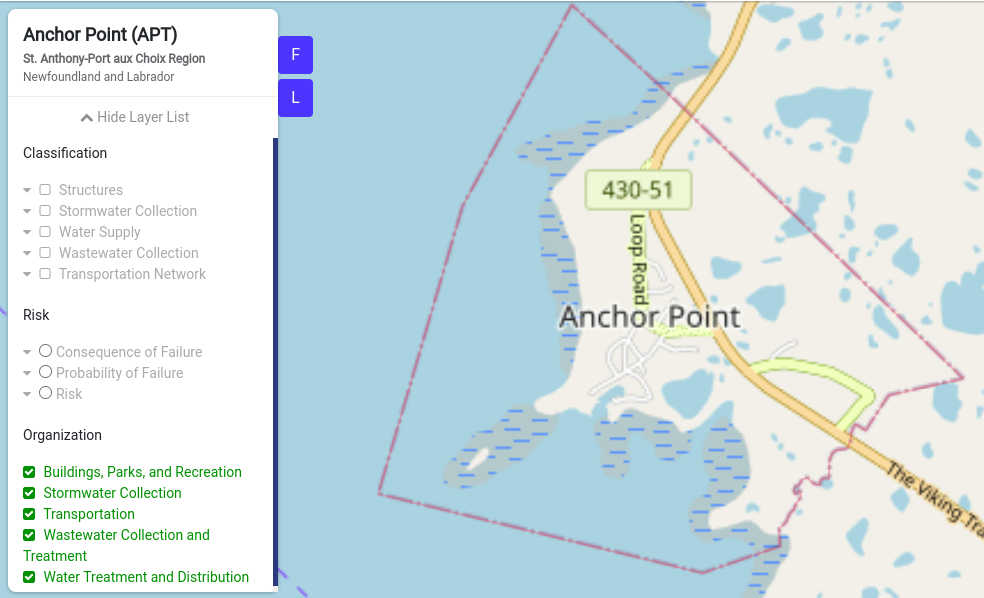 Anchor Point (APT)
St. Anthony-Port aux Choix Region
Newfoundland and Labrador
Hide Layer List
Classification
Structures
Stormwater Collection
Water Supply
Wastewater Collection
Transportation Network
Risk
Consequence of Failure
Probability of Failure
Risk
Organization
Buildings, Parks, and Recreation
Stormwater Collection
Transportation
Wastewater Collection and
Treatment
Water Treatment and Distribution
F
L
430-51
Loop Road
Anchor Point
The Viking Tra